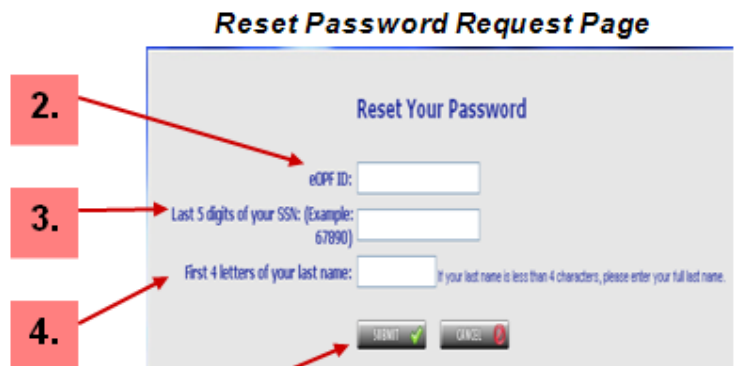 Reset Password Request Page
2.
Reset Your Password
eOPF ID:
3.
Last 5 digits of your SSN: (Example:
67890)
First 4 letters of your last name:
If your last name is less than 4 characters, please enter your full last name.
4.
SUBMIT
CANCEL